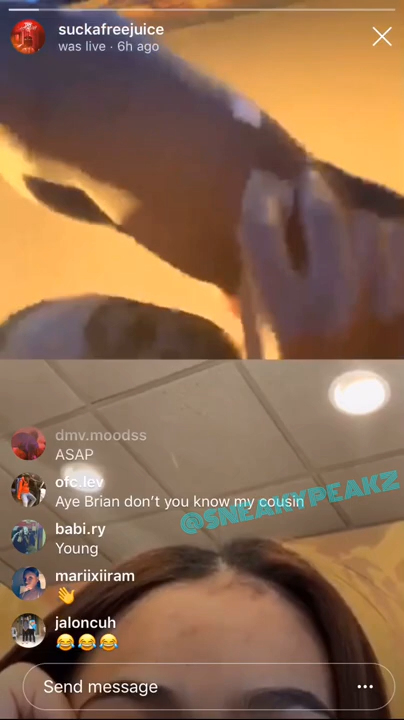 suckafreejuice
was live · 6h ago
dmv.moodss
ASAP
ofc.lev
Aye Brian don’t you know my cousin
@SNEAKYPEAKZ
babi.ry
Young
mariixiiram
👋
jaloncuh
😂😂😂
Send message